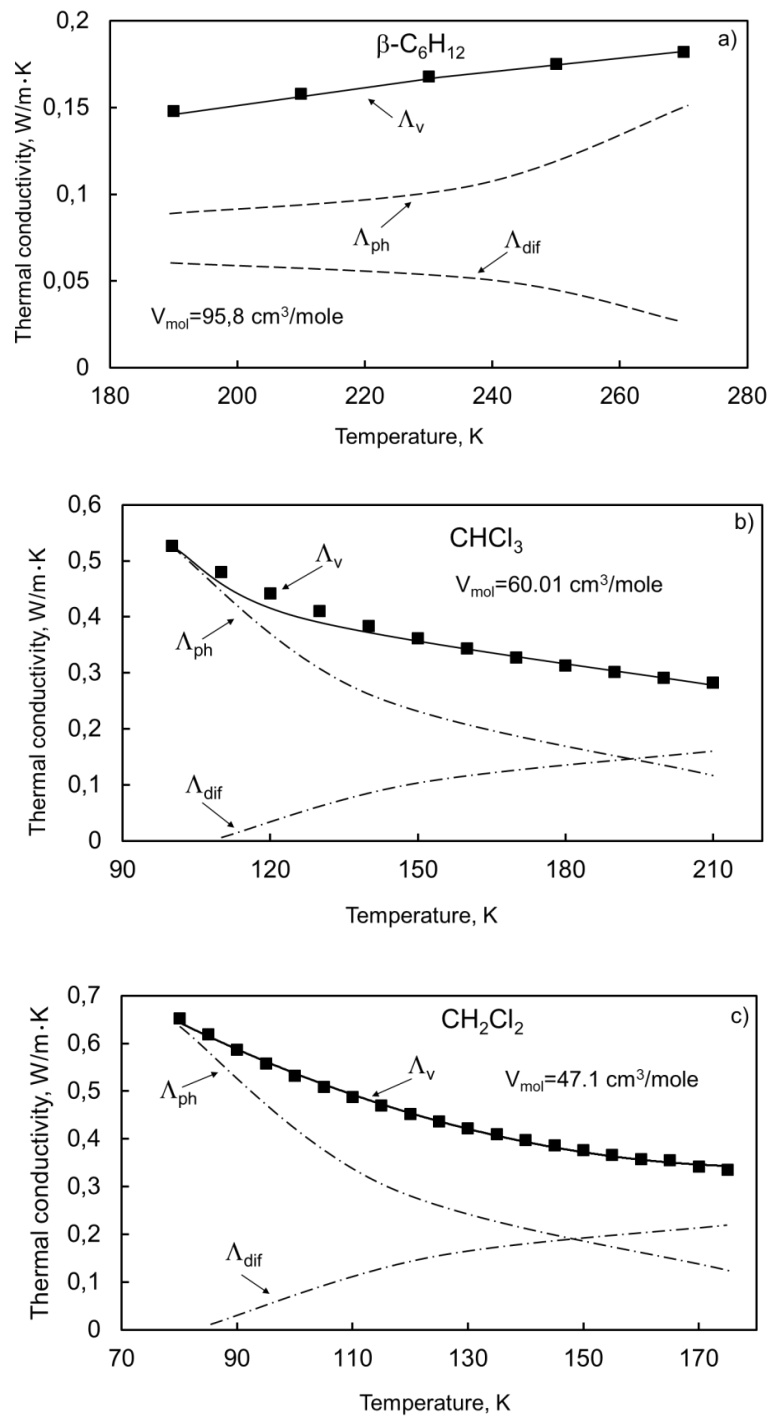 a)
β-C₆H₁₂
Thermal conductivity, W/m·K
0,2
0,15
0,1
0,05
0
Λᵥ
Λₚₕ
Λdif
Vmol=95,8 cm³/mole
180 200 220 240 260 280
Temperature, K
b)
CHCl₃
Vmol=60.01 cm³/mole
Thermal conductivity, W/m·K
0,6
0,5
0,4
0,3
0,2
0,1
0
Λᵥ
Λₚₕ
Λdif
90 120 150 180 210
Temperature, K
c)
CH₂Cl₂
Vmol=47.1 cm³/mole
Thermal conductivity, W/m·K
0,7
0,6
0,5
0,4
0,3
0,2
0,1
0
Λᵥ
Λₚₕ
Λdif
70 90 110 130 150 170
Temperature, K